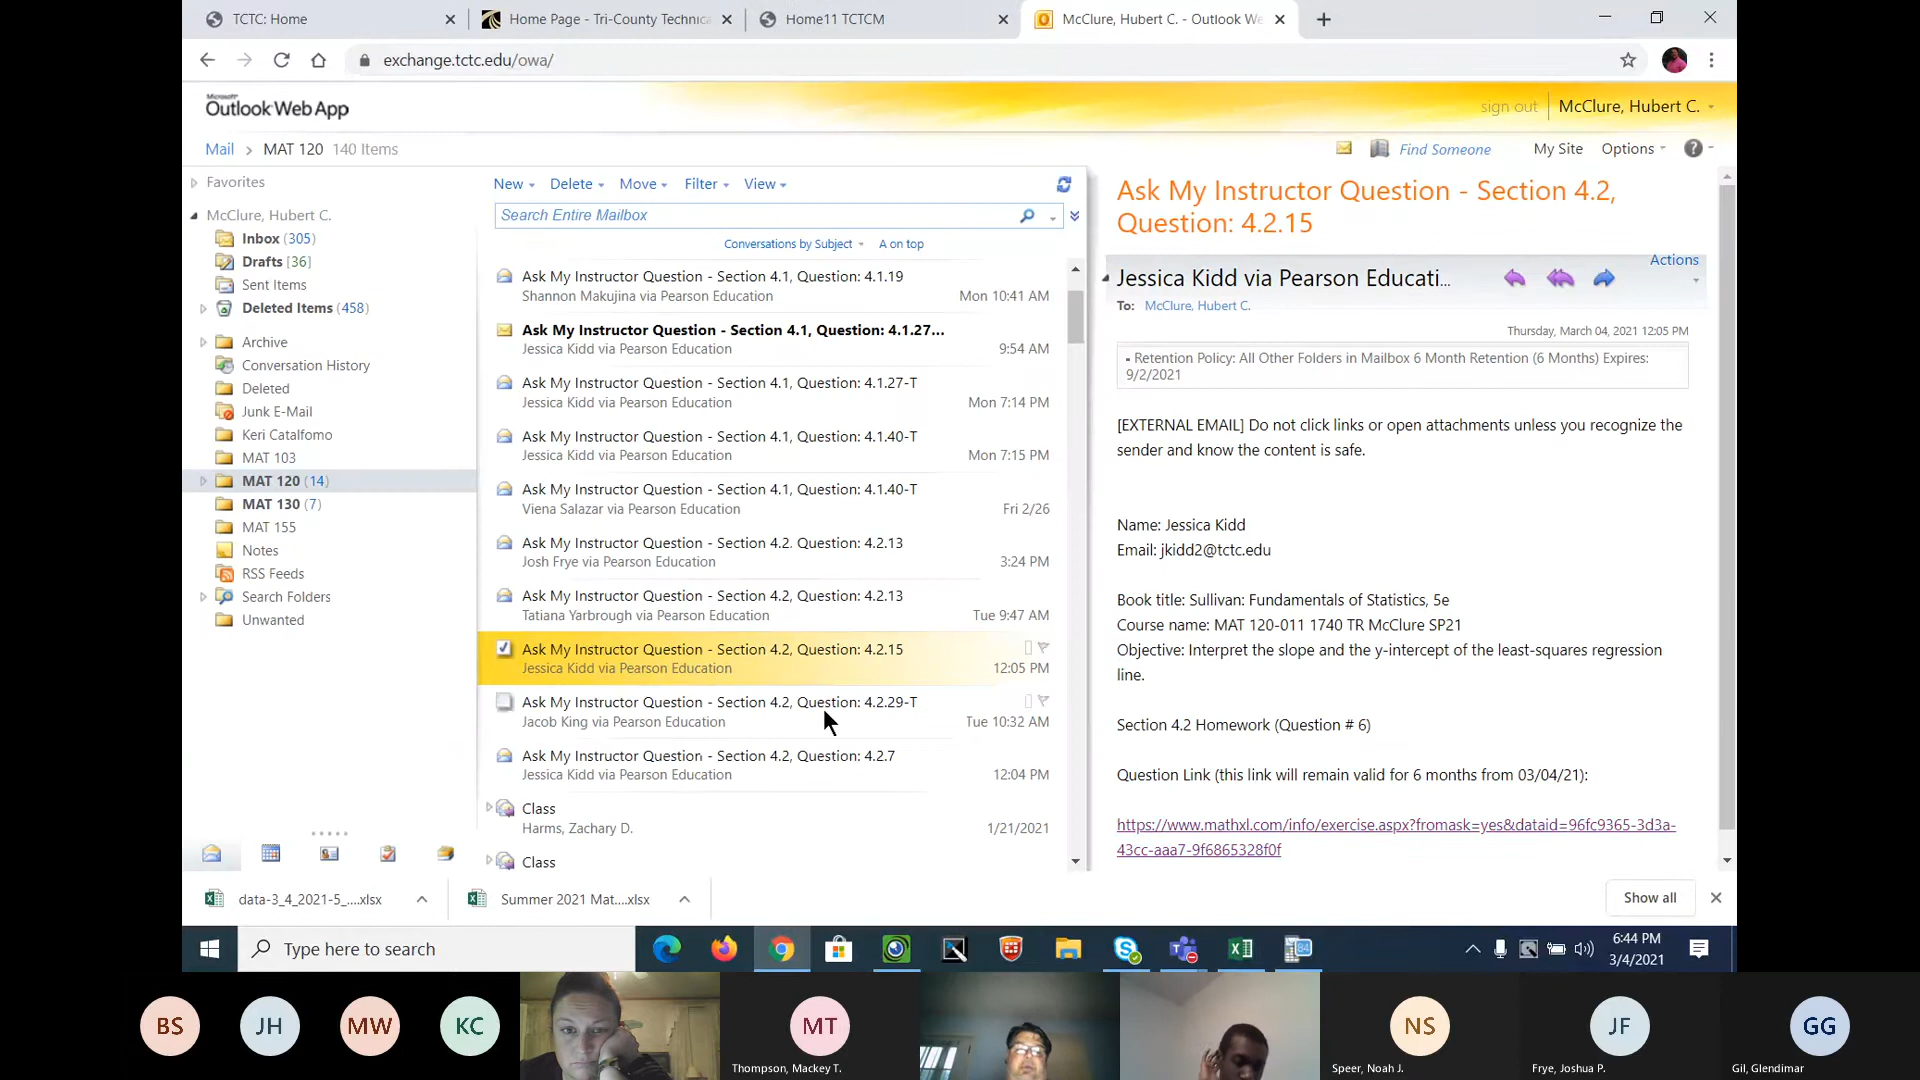 TCTC: Home
Home Page - Tri-County Technica
Home11 TCTCM
McClure, Hubert C. - Outlook We
exchange.tctc.edu/owa/
Microsoft
Outlook Web App
sign out
McClure, Hubert C.
Mail > MAT 120 140 Items
Find Someone
My Site
Options
Favorites
McClure, Hubert C.
Inbox (305)
Drafts [36]
Sent Items
Deleted Items (458)
Archive
Conversation History
Deleted
Junk E-Mail
Keri Catalfomo
MAT 103
MAT 120 (14)
MAT 130 (7)
MAT 155
Notes
RSS Feeds
Search Folders
Unwanted
New Delete Move Filter View
Search Entire Mailbox
Conversations by Subject A on top
Ask My Instructor Question - Section 4.1, Question: 4.1.19
Shannon Makujina via Pearson Education Mon 10:41 AM
Ask My Instructor Question - Section 4.1, Question: 4.1.27...
Jessica Kidd via Pearson Education 9:54 AM
Ask My Instructor Question - Section 4.1, Question: 4.1.27-T
Jessica Kidd via Pearson Education Mon 7:14 PM
Ask My Instructor Question - Section 4.1, Question: 4.1.40-T
Jessica Kidd via Pearson Education Mon 7:15 PM
Ask My Instructor Question - Section 4.1, Question: 4.1.40-T
Viena Salazar via Pearson Education Fri 2/26
Ask My Instructor Question - Section 4.2, Question: 4.2.13
Josh Frye via Pearson Education 3:24 PM
Ask My Instructor Question - Section 4.2, Question: 4.2.13
Tatiana Yarbrough via Pearson Education Tue 9:47 AM
Ask My Instructor Question - Section 4.2, Question: 4.2.15
Jessica Kidd via Pearson Education 12:05 PM
Ask My Instructor Question - Section 4.2, Question: 4.2.29-T
Jacob King via Pearson Education Tue 10:32 AM
Ask My Instructor Question - Section 4.2, Question: 4.2.7
Jessica Kidd via Pearson Education 12:04 PM
Class
Harms, Zachary D. 1/21/2021
Class
Ask My Instructor Question - Section 4.2,
Question: 4.2.15
Actions
Jessica Kidd via Pearson Educati...
To: McClure, Hubert C.
Thursday, March 04, 2021 12:05 PM
Retention Policy: All Other Folders in Mailbox 6 Month Retention (6 Months) Expires:
9/2/2021
[EXTERNAL EMAIL] Do not click links or open attachments unless you recognize the
sender and know the content is safe.
Name: Jessica Kidd
Email: jkidd2@tctc.edu
Book title: Sullivan: Fundamentals of Statistics, 5e
Course name: MAT 120-011 1740 TR McClure SP21
Objective: Interpret the slope and the y-intercept of the least-squares regression
line.
Section 4.2 Homework (Question # 6)
Question Link (this link will remain valid for 6 months from 03/04/21):
https://www.mathxl.com/info/exercise.aspx?fromask=yes&dataid=96fc9365-3d3a-
43cc-aaa7-9f6865328f0f
data-3_4_2021-5_....xlsx
Summer 2021 Mat....xlsx
Show all
Type here to search
84
6:44 PM
3/4/2021
BS
JH
MW
KC
MT
NS
JF
GG
Thompson, Mackey T.
Speer, Noah J.
Frye, Joshua P.
Gil, Glendimar